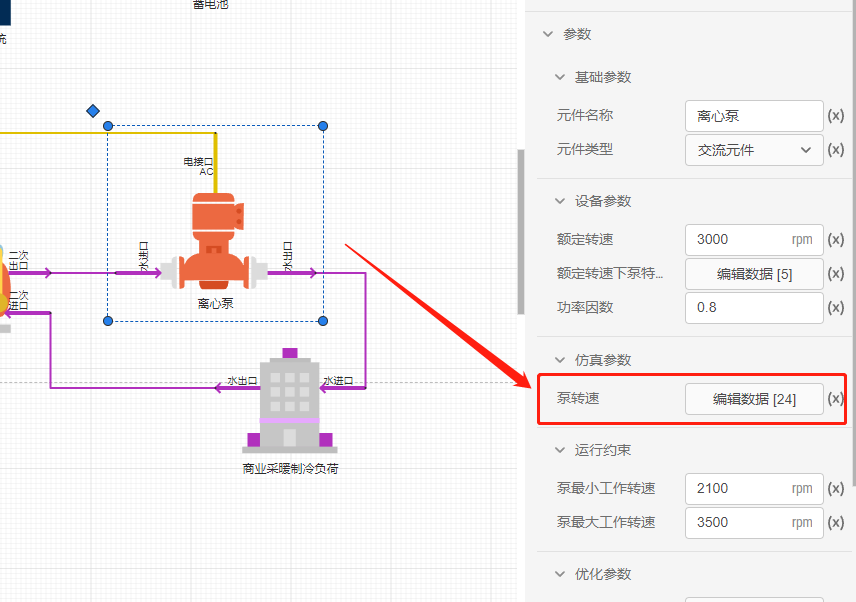 蓄电池
统
电接口
AC
二次
出口
二次
进口
水进口
水出口
离心泵
水出口
水进口
商业采暖制冷负荷
参数
基础参数
元件名称 离心泵 (x)
元件类型 交流元件 (x)
设备参数
额定转速 3000 rpm (x)
额定转速下泵特... 编辑数据 [5] (x)
功率因数 0.8 (x)
仿真参数
泵转速 编辑数据 [24] (x)
运行约束
泵最小工作转速 2100 rpm (x)
泵最大工作转速 3500 rpm (x)
优化参数